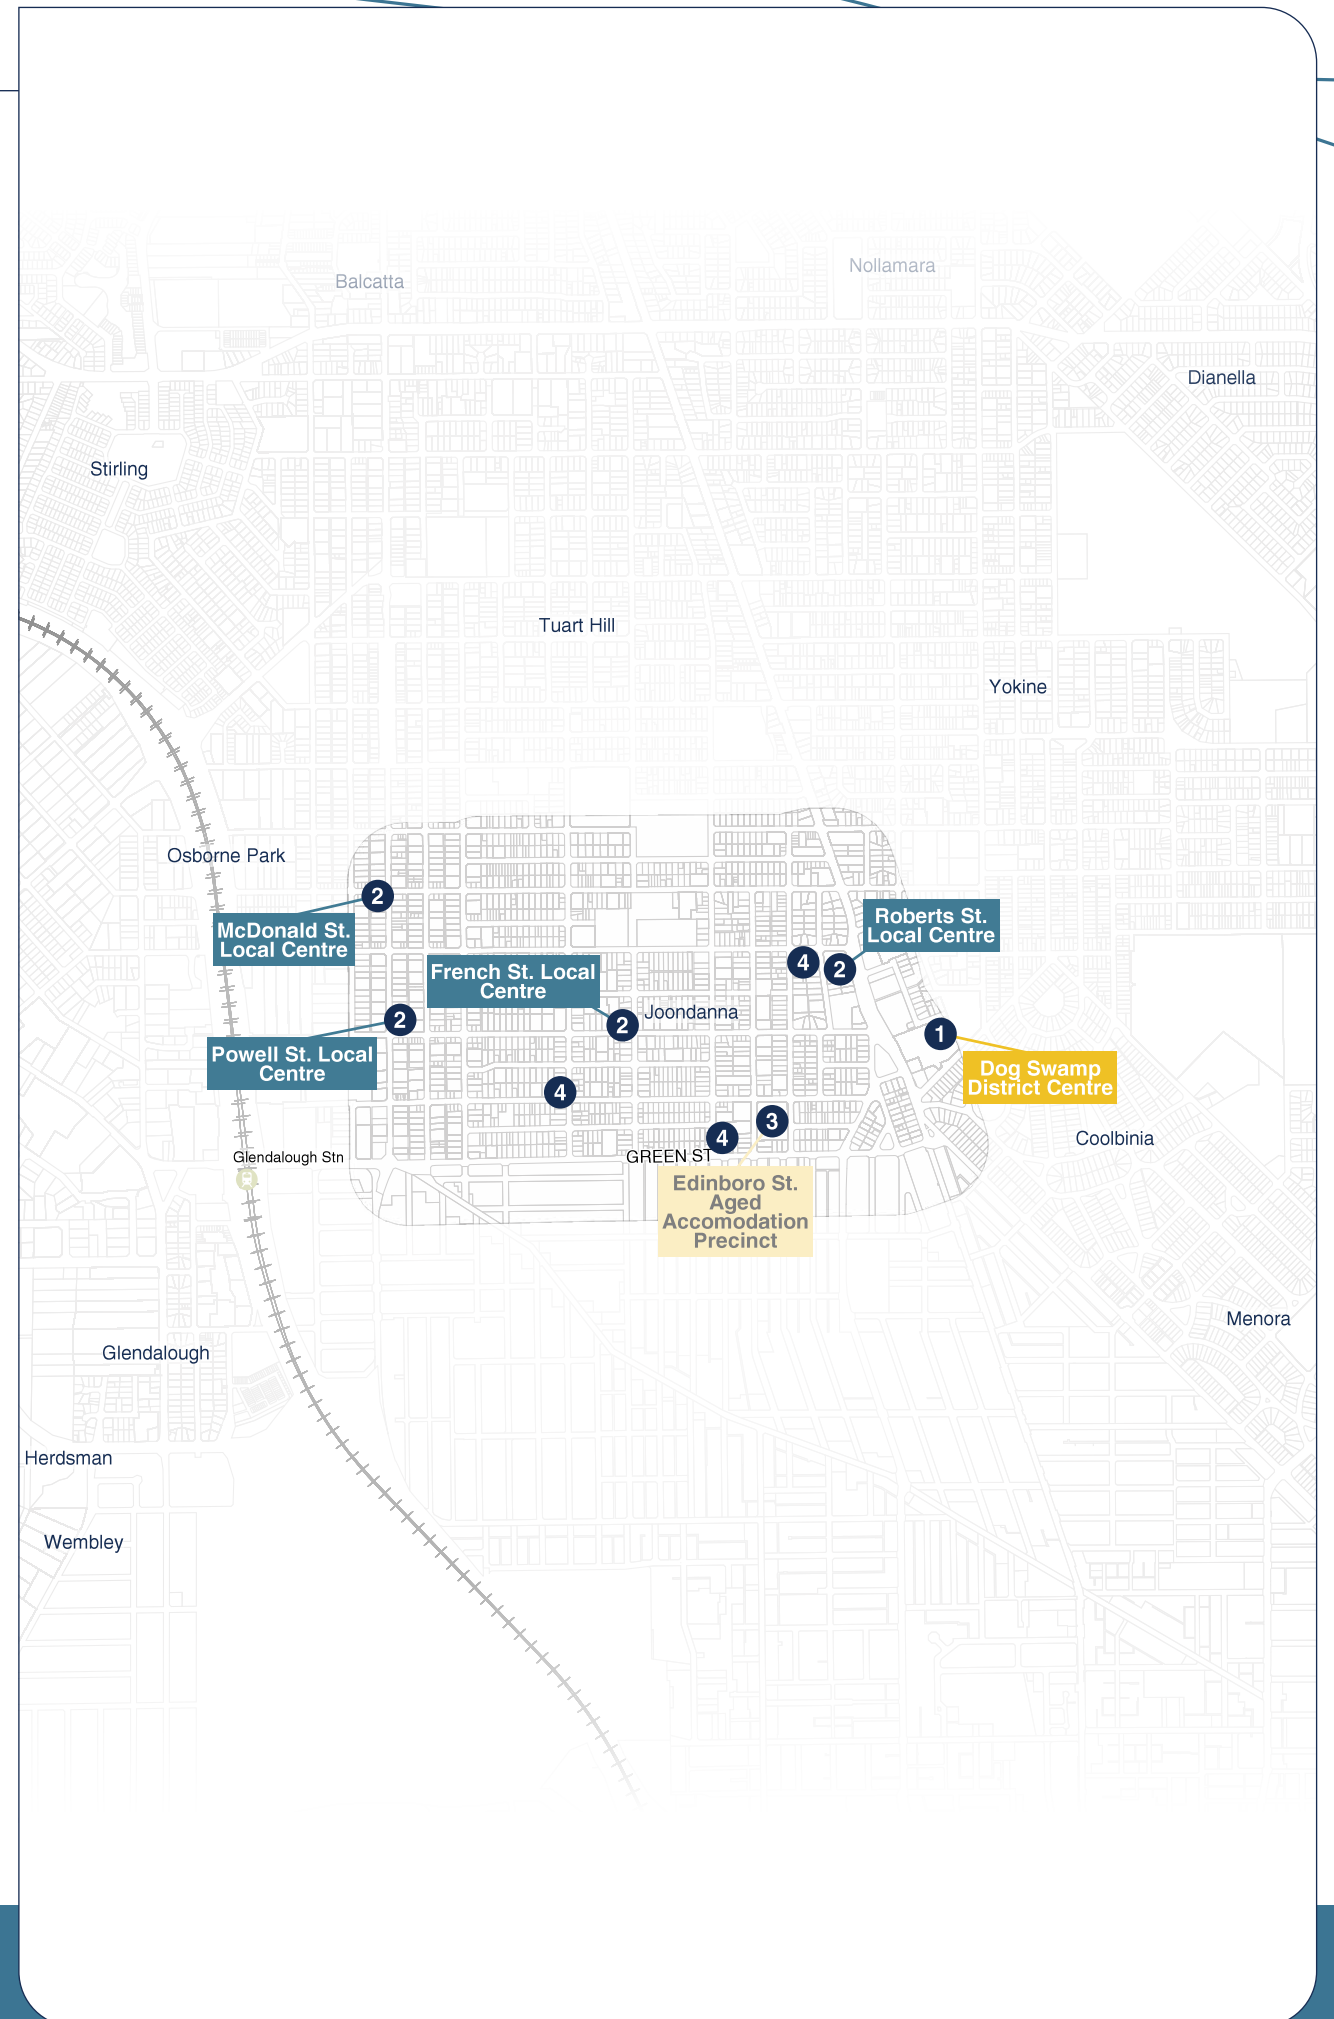 Nollamara
Balcatta
Dianella
Stirling
Tuart Hill
Yokine
Osborne Park
2
McDonald St.
Local Centre
Roberts St.
Local Centre
4
2
French St. Local
Centre
Joondanna
2
2
1
Powell St. Local
Centre
Dog Swamp
District Centre
4
3
4
Coolbinia
GREEN ST
Glendalough Stn
Edinboro St.
Aged
Accomodation
Precinct
Menora
Glendalough
Herdsman
Wembley